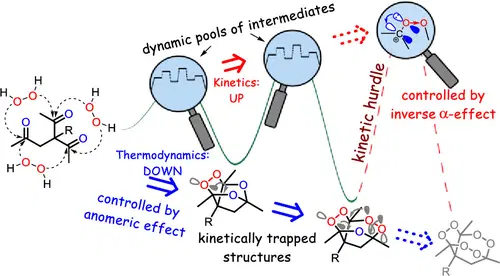 dynamic pools of intermediates
Kinetics:
UP
kinetic hurdle
controlled by
inverse α-effect
C
⊕
O
O
H
O
O
H
H
O
O
H
H
O
O
H
O
O
O
R
Thermodynamics:
DOWN
controlled by
anomeric effect
kinetically trapped
structures
O
O
O
R
O
O
O
O
O
R
O
O
O
O
O
O
R